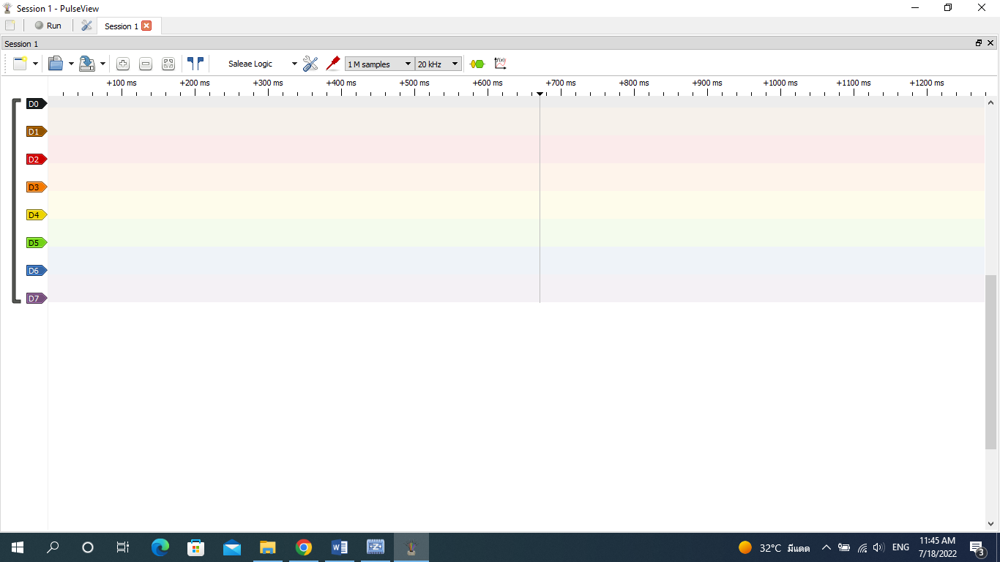 Session 1 - PulseView
Run
Session 1
Session 1
Saleae Logic
1 M samples
20 kHz
f(x)
+100 ms +200 ms +300 ms +400 ms +500 ms +600 ms +700 ms +800 ms +900 ms +1000 ms +1100 ms +1200 ms
D0
D1
D2
D3
D4
D5
D6
D7
32°C มีแดด
ENG
11:45 AM
7/18/2022
3